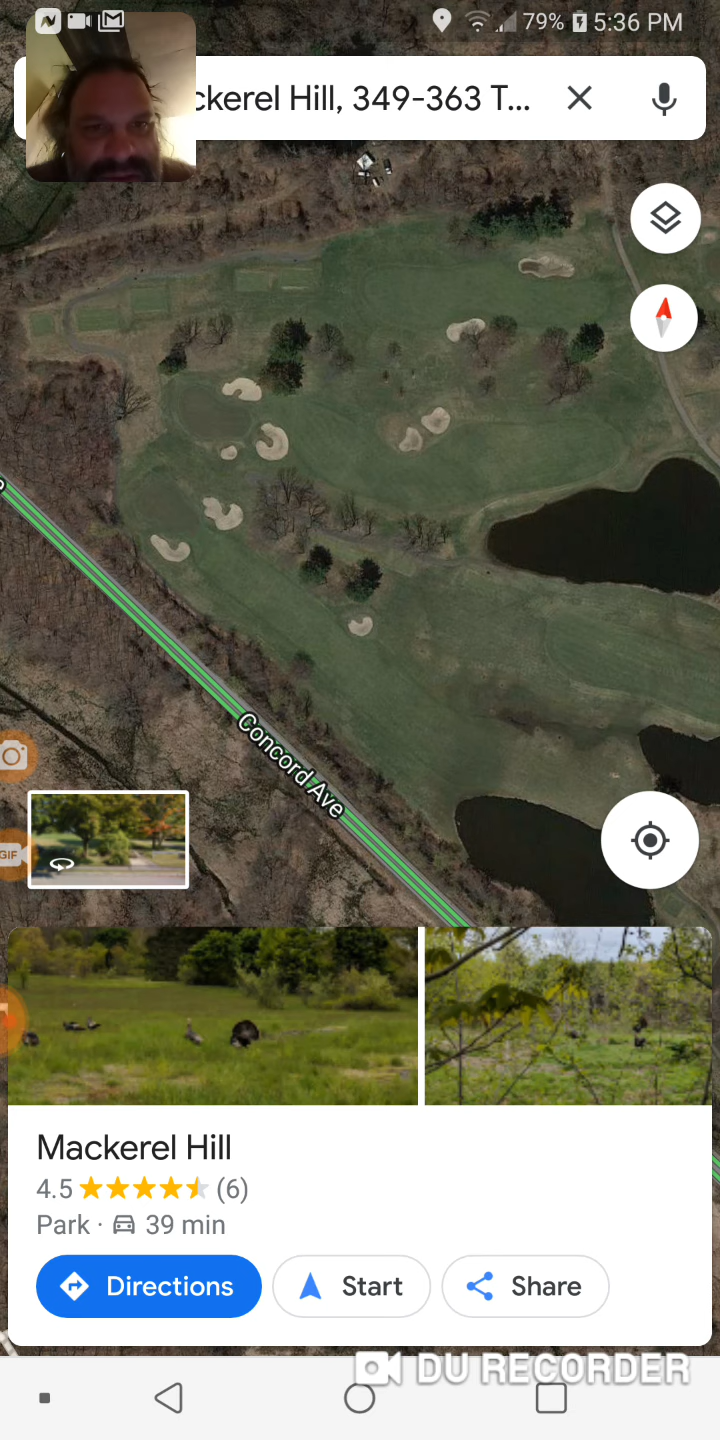 79% 5:36 PM
ckerel Hill, 349-363 T...
Concord Ave
GIF
Mackerel Hill
4.5 (6)
Park · 39 min
Directions
Start
Share
DU RECORDER